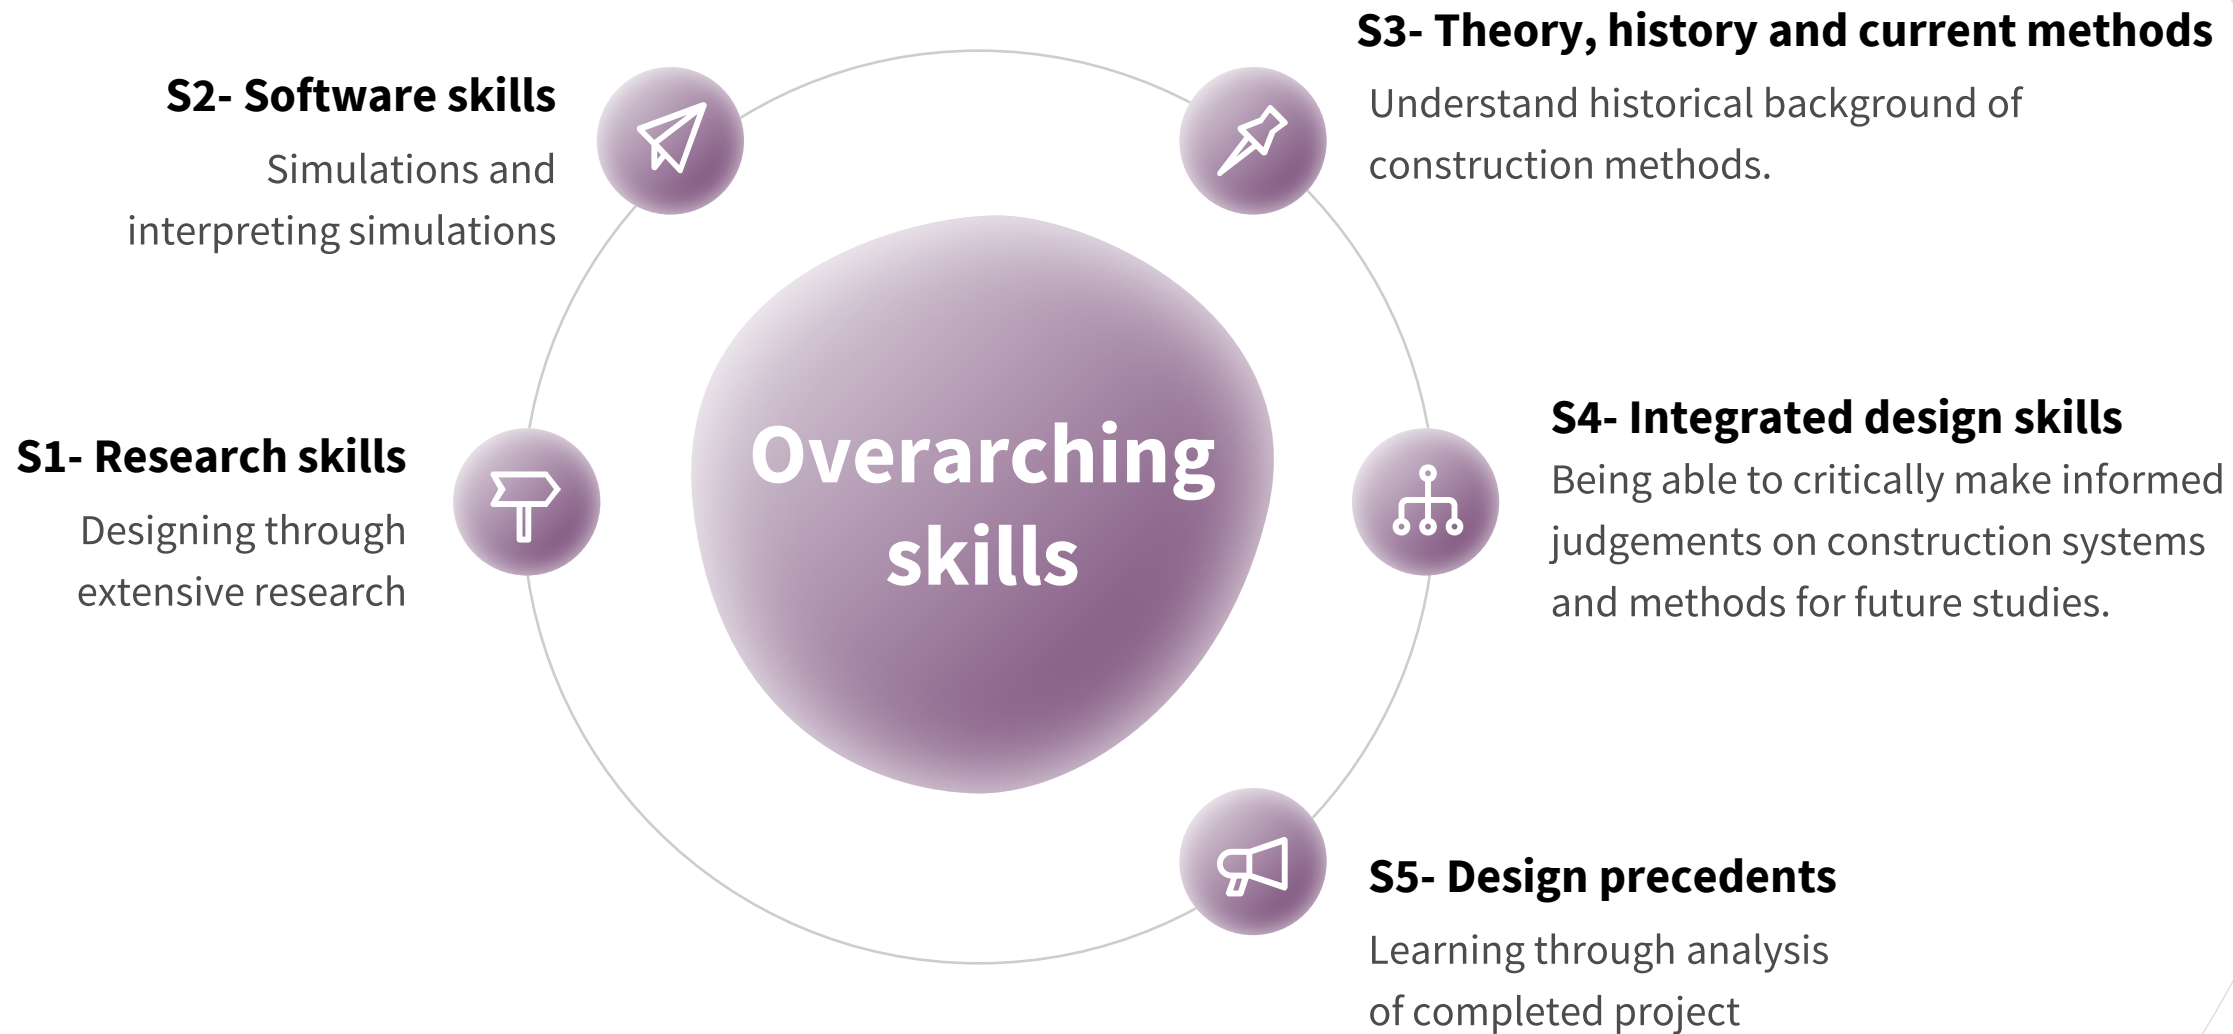 S2- Software skills
Simulations and
interpreting simulations
S1- Research skills
Designing through
extensive research
Overarching
skills
S3- Theory, history and current methods
Understand historical background of
construction methods.
S4- Integrated design skills
Being able to critically make informed
judgements on construction systems
and methods for future studies.
S5- Design precedents
Learning through analysis
of completed project